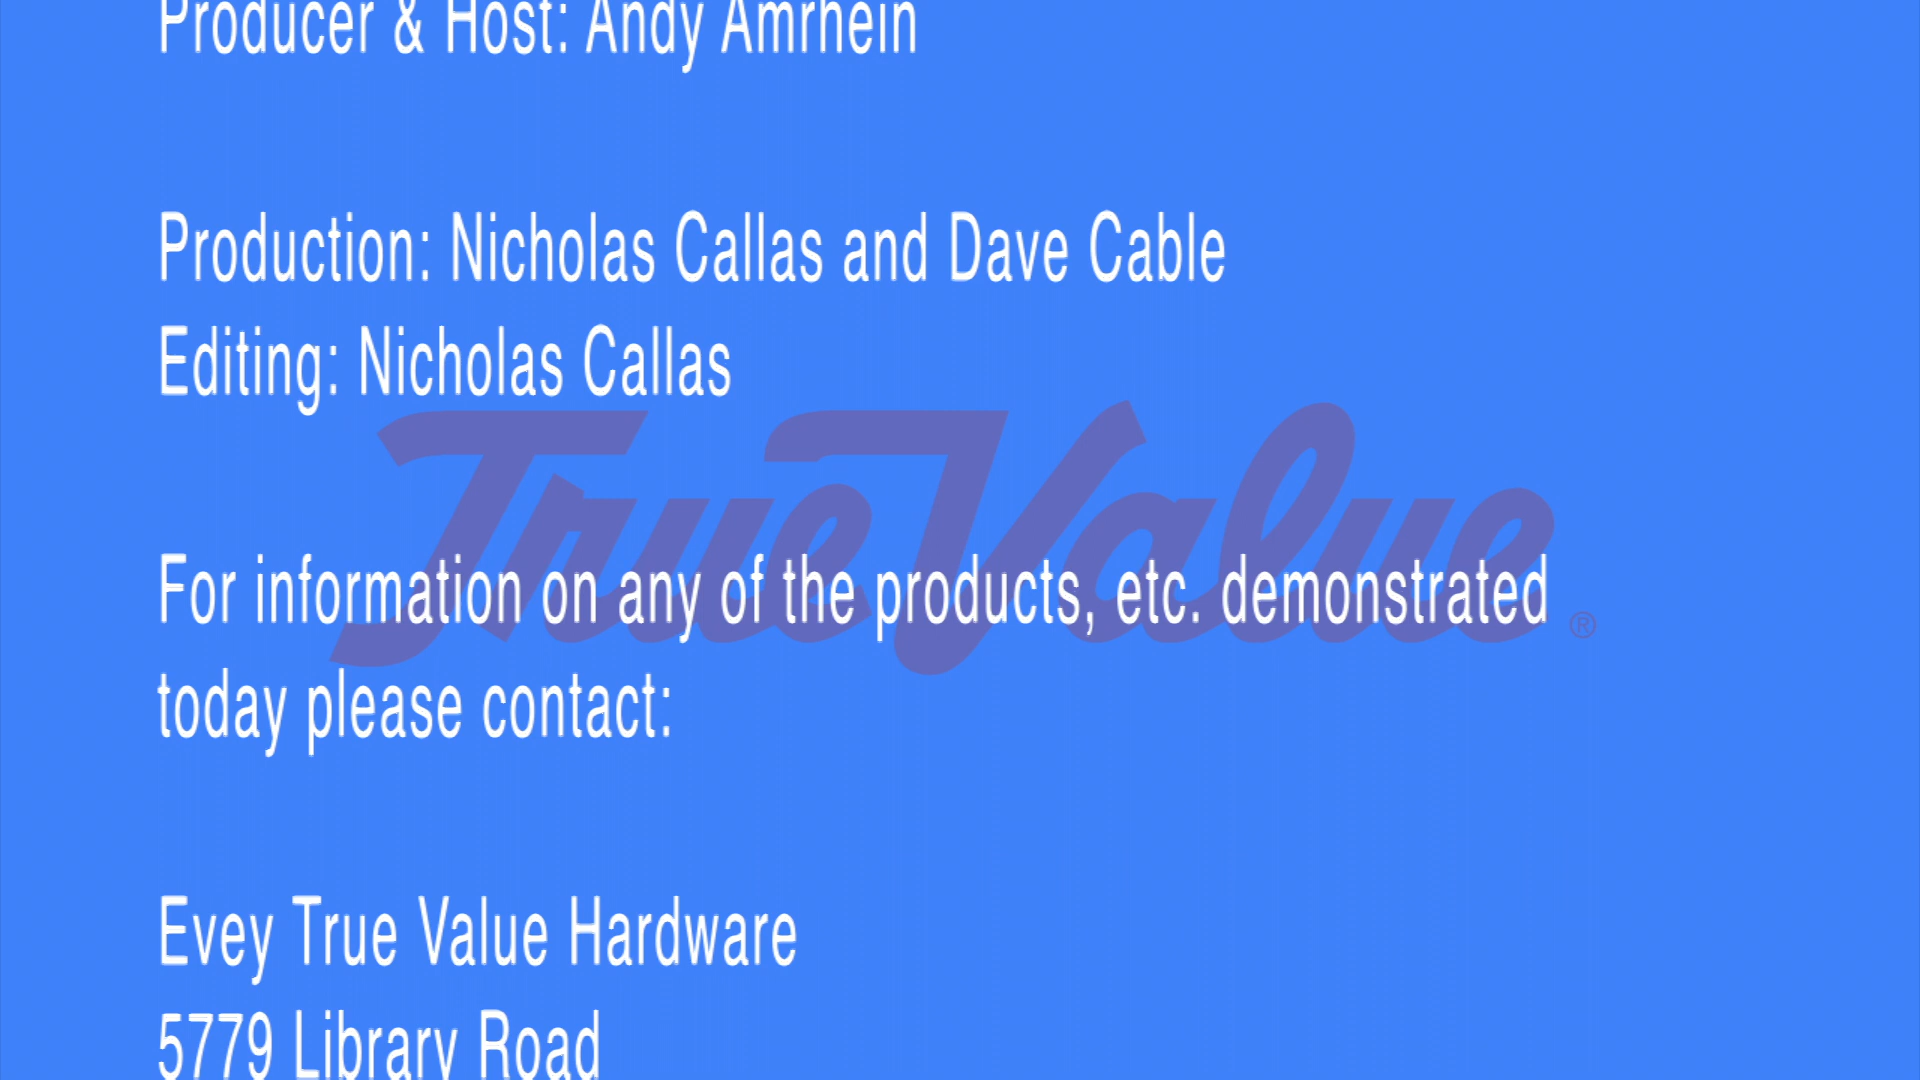 Producer & Host: Andy Amrhein
Production: Nicholas Callas and Dave Cable
Editing: Nicholas Callas
True Value ®
For information on any of the products, etc. demonstrated
today please contact:
Evey True Value Hardware
5779 Library Road